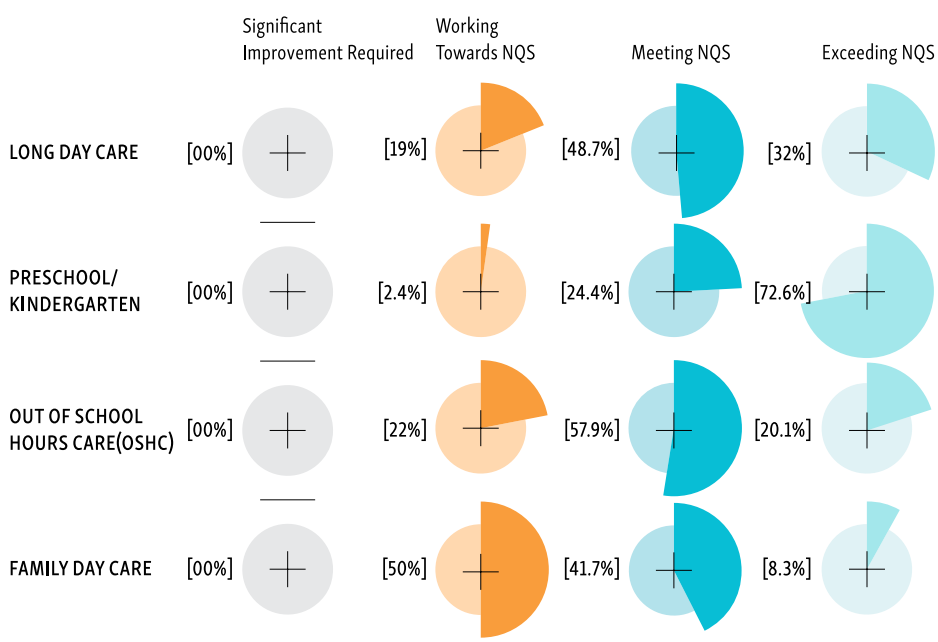 Significant
Improvement Required
Working
Towards NQS
Meeting NQS
Exceeding NQS
LONG DAY CARE
[00%]
[19%]
[48.7%]
[32%]
PRESCHOOL/
KINDERGARTEN
[00%]
[2.4%]
[24.4%]
[72.6%]
OUT OF SCHOOL
HOURS CARE(OSHC)
[00%]
[22%]
[57.9%]
[20.1%]
FAMILY DAY CARE
[00%]
[50%]
[41.7%]
[8.3%]